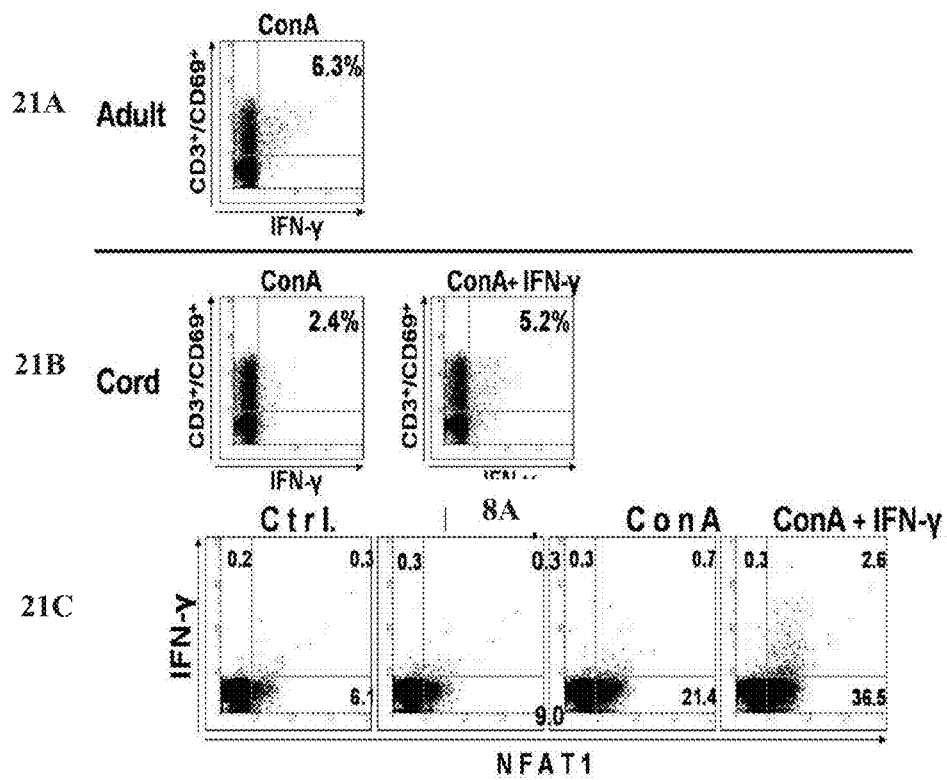 ConA
21A
Adult
CD3+/CD69+
6.3%
IFN-γ
ConA
ConA+ IFN-γ
21B
Cord
CD3+/CD69+
2.4%
CD3+/CD69+
5.2%
IFN-γ
Ctrl.
8A
ConA
ConA + IFN-γ
21C
IFN-γ
0.2
0.3
6.1
0.3
0.3
9.0
0.3
0.7
21.4
0.3
2.6
36.5
NFAT1